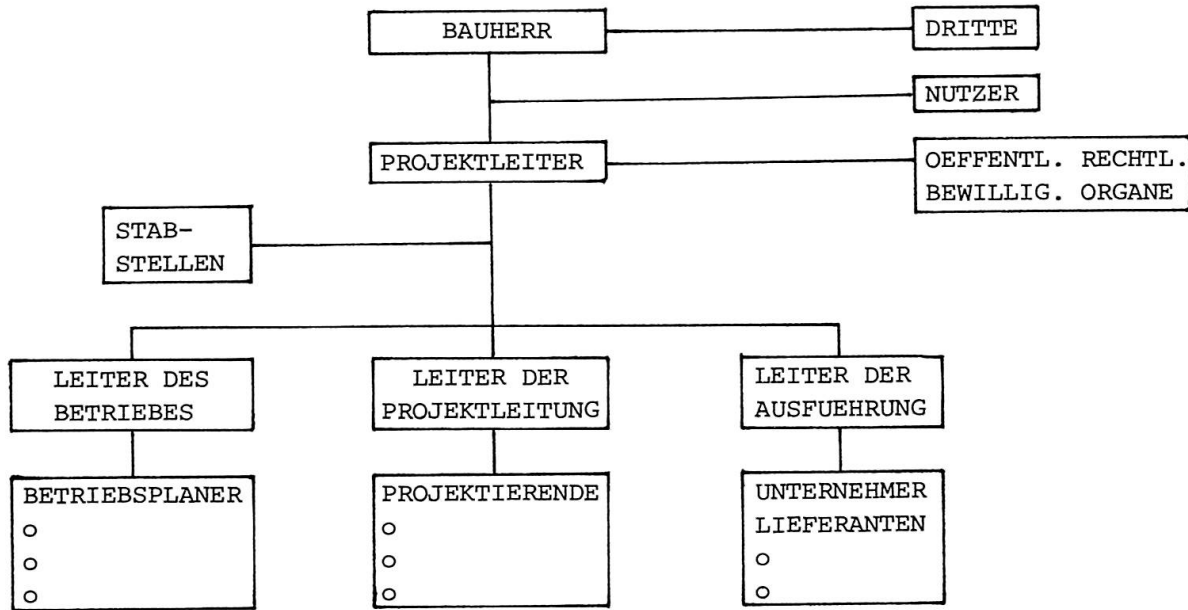 BAUHERR
DRITTE
NUTZER
PROJEKTLEITER
OEFFENTL. RECHTL.
BEWILLIG. ORGANE
STAB-
STELLEN
LEITER DES
BETRIEBES
LEITER DER
PROJEKTLEITUNG
LEITER DER
AUSFUEHRUNG
BETRIEBSPLANER
o
o
o
PROJEKTIERENDE
o
o
o
UNTERNEHMER
LIEFERANTEN
o
o